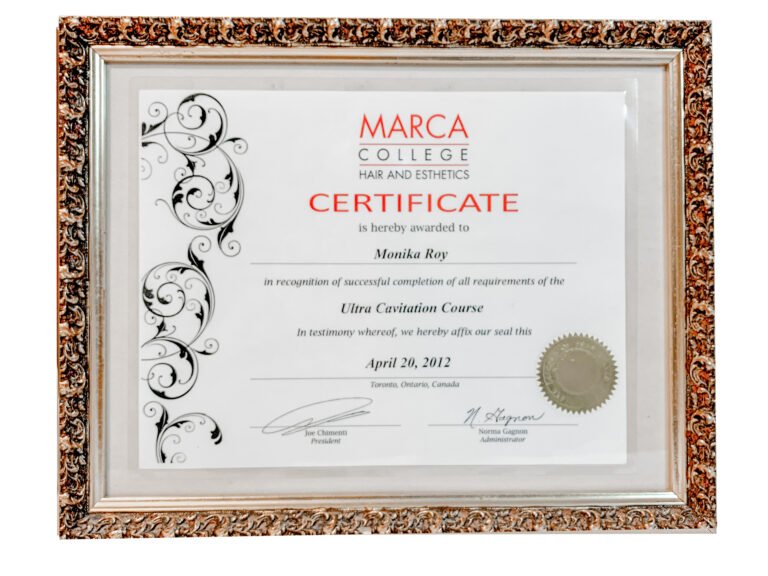 MARCA
COLLEGE
HAIR AND ESTHETICS
CERTIFICATE
is hereby awarded to
Monika Roy
in recognition of successful completion of all requirements of the
Ultra Cavitation Course
In testimony whereof, we hereby affix our seal this
April 20, 2012
Toronto, Ontario, Canada
N Gagnon
Joe Chimenti Norma Gagnon
President Administrator